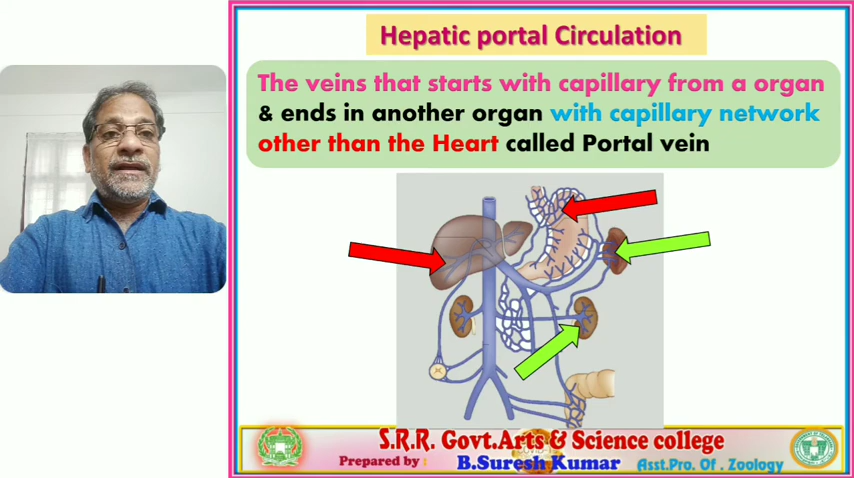 Hepatic portal Circulation
The veins that starts with capillary from a organ
& ends in another organ with capillary network
other than the Heart called Portal vein
S.R.R. Govt.Arts & Science college
Prepared by : B.Suresh Kumar Asst.Pro. Of . Zoology